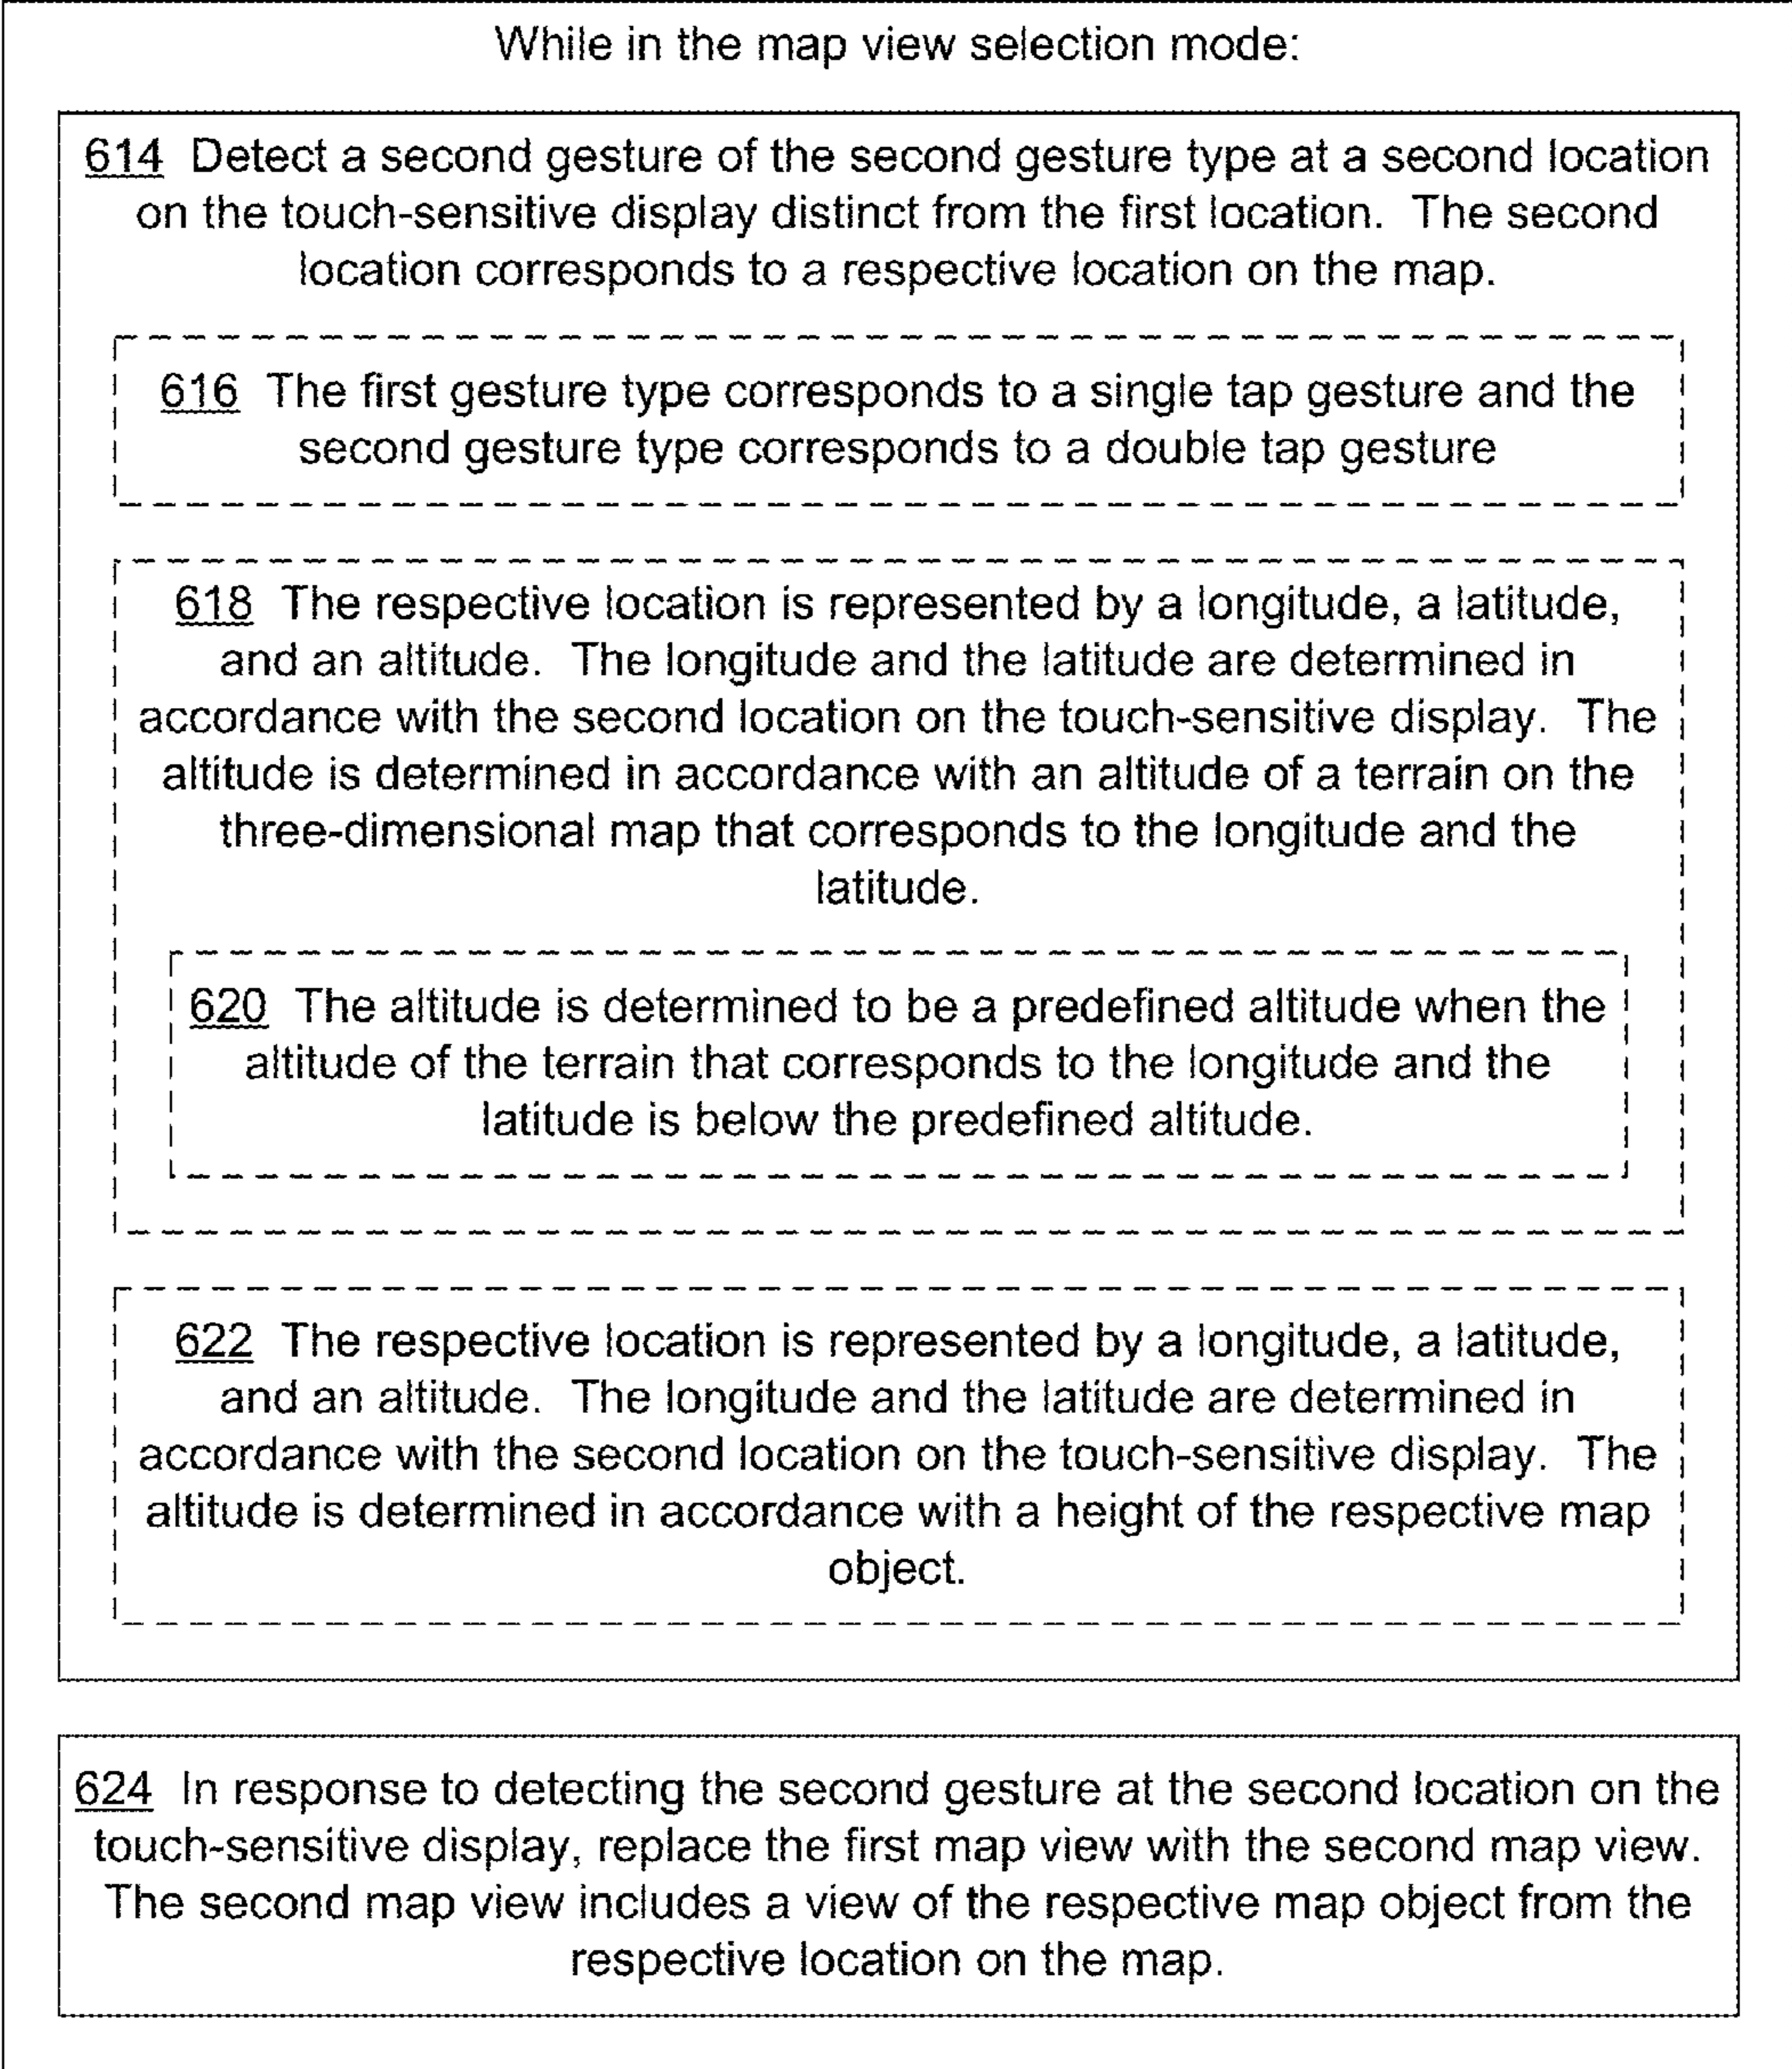 While in the map view selection mode:
614 Detect a second gesture of the second gesture type at a second location
on the touch-sensitive display distinct from the first location. The second
location corresponds to a respective location on the map.
616 The first gesture type corresponds to a single tap gesture and the
second gesture type corresponds to a double tap gesture
618 The respective location is represented by a longitude, a latitude,
and an altitude. The longitude and the latitude are determined in
accordance with the second location on the touch-sensitive display. The
altitude is determined in accordance with an altitude of a terrain on the
three-dimensional map that corresponds to the longitude and the
latitude.
620 The altitude is determined to be a predefined altitude when the
altitude of the terrain that corresponds to the longitude and the
latitude is below the predefined altitude.
622 The respective location is represented by a longitude, a latitude,
and an altitude. The longitude and the latitude are determined in
accordance with the second location on the touch-sensitive display. The
altitude is determined in accordance with a height of the respective map
object.
624 In response to detecting the second gesture at the second location on the
touch-sensitive display, replace the first map view with the second map view.
The second map view includes a view of the respective map object from the
respective location on the map.